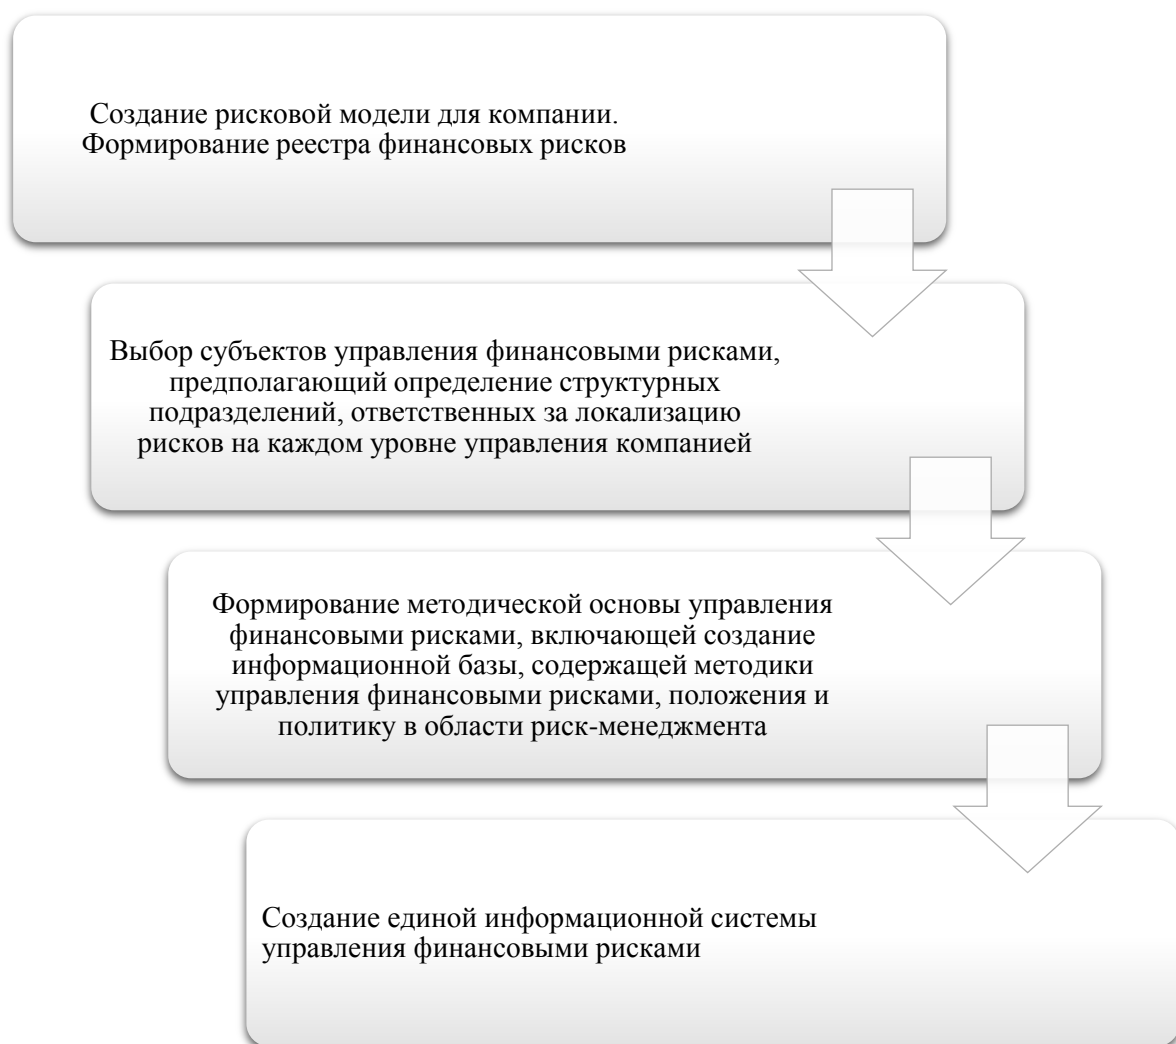 Создание рисковой модели для компании.
Формирование реестра финансовых рисков
Выбор субъектов управления финансовыми рисками,
предполагающий определение структурных
подразделений, ответственных за локализацию
рисков на каждом уровне управления компанией
Формирование методической основы управления
финансовыми рисками, включающей создание
информационной базы, содержащей методики
управления финансовыми рисками, положения и
политику в области риск-менеджмента
Создание единой информационной системы
управления финансовыми рисками